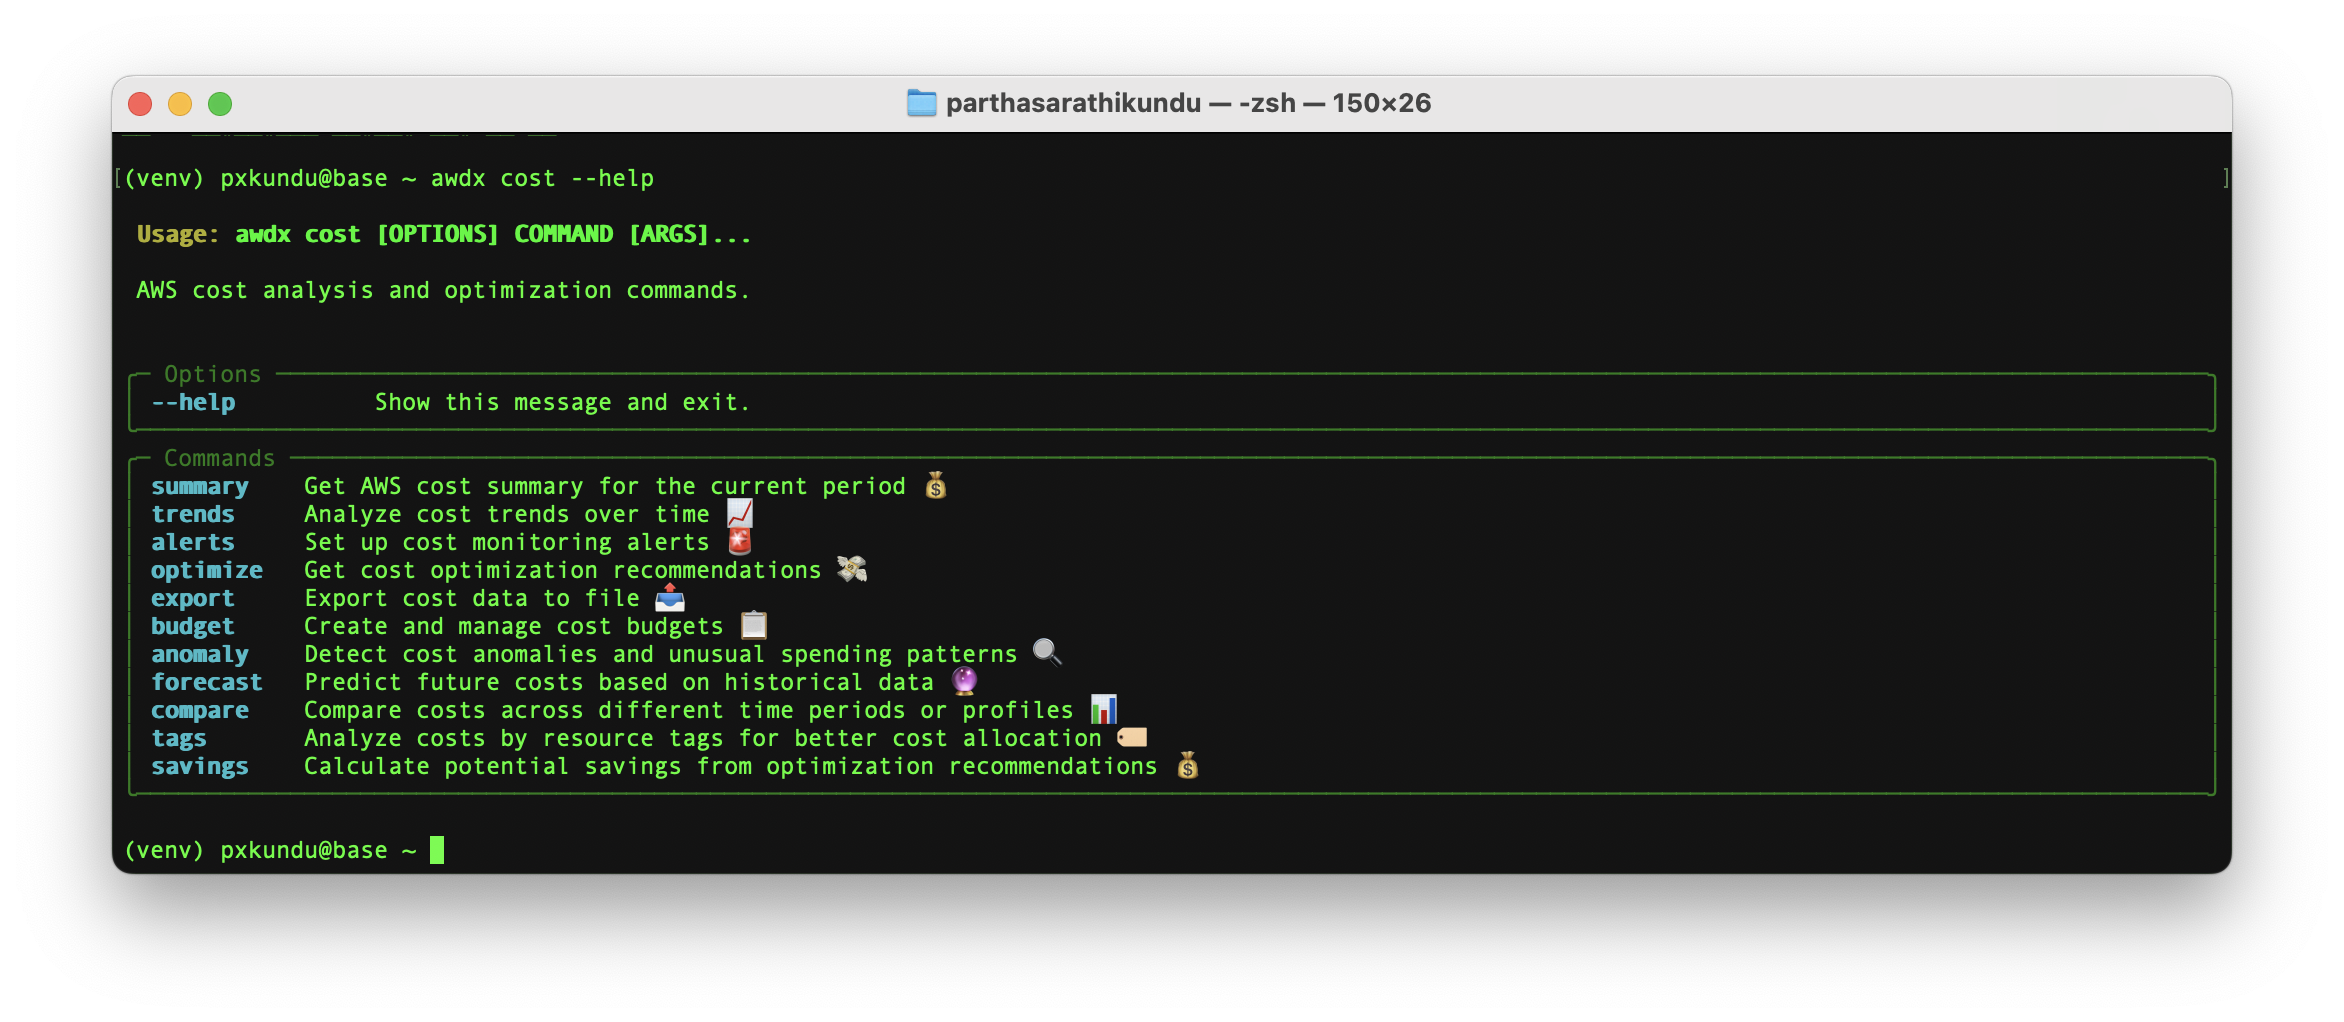 parthasarathikundu — -zsh — 150×26
[(venv) pxkundu@base ~ awdx cost --help ]
Usage: awdx cost [OPTIONS] COMMAND [ARGS]...
AWS cost analysis and optimization commands.
Options
--help Show this message and exit.
Commands
summary Get AWS cost summary for the current period 💰
trends Analyze cost trends over time 📈
alerts Set up cost monitoring alerts 🚨
optimize Get cost optimization recommendations 💸
export Export cost data to file 📤
budget Create and manage cost budgets 📋
anomaly Detect cost anomalies and unusual spending patterns 🔍
forecast Predict future costs based on historical data 🔮
compare Compare costs across different time periods or profiles 📊
tags Analyze costs by resource tags for better cost allocation 🏷️
savings Calculate potential savings from optimization recommendations 💰
(venv) pxkundu@base ~